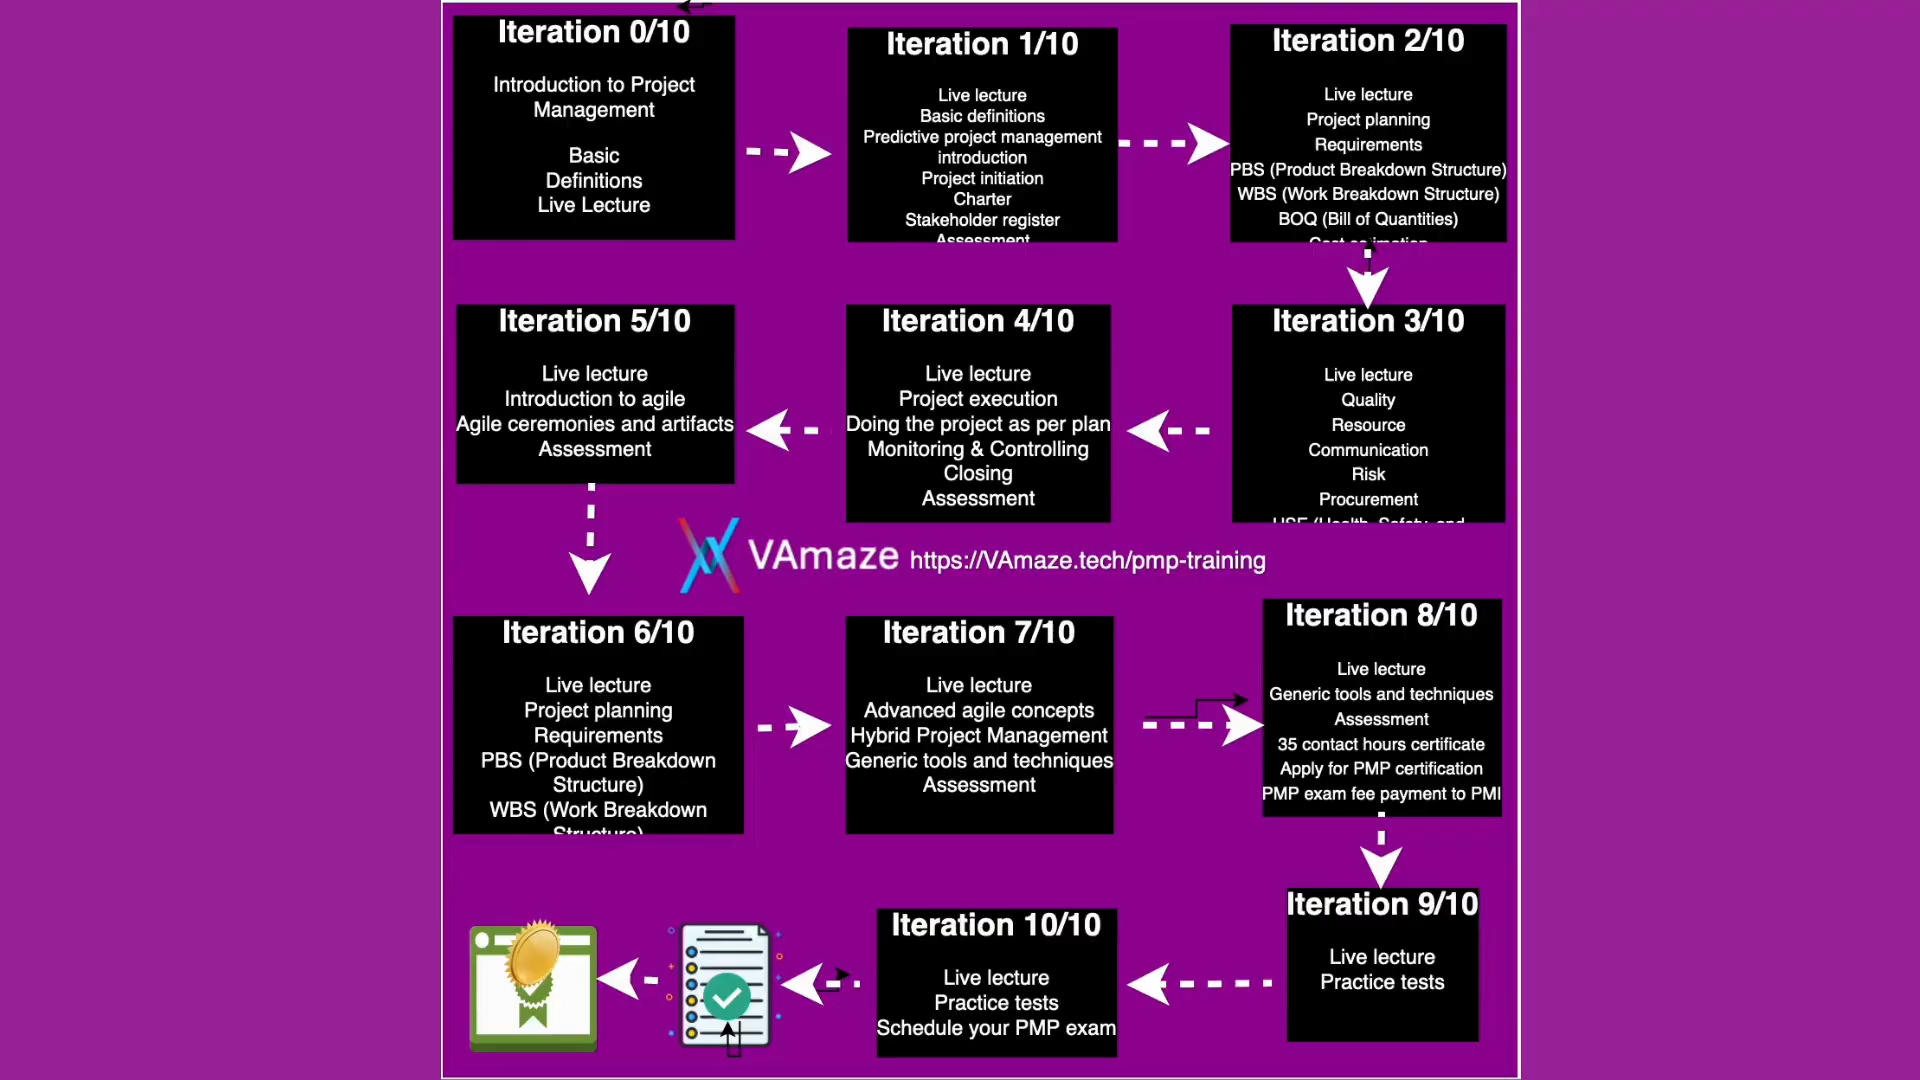 Iteration 0/10
Introduction to Project
Management
Basic
Definitions
Live Lecture
Iteration 1/10
Live lecture
Basic definitions
Predictive project management
introduction
Project initiation
Charter
Stakeholder register
Assessment
Iteration 2/10
Live lecture
Project planning
Requirements
PBS (Product Breakdown Structure)
WBS (Work Breakdown Structure)
BOQ (Bill of Quantities)
Cost estimation
Iteration 3/10
Live lecture
Quality
Resource
Communication
Risk
Procurement
HSE (Health, Safety, and
Iteration 4/10
Live lecture
Project execution
Doing the project as per plan
Monitoring & Controlling
Closing
Assessment
Iteration 5/10
Live lecture
Introduction to agile
Agile ceremonies and artifacts
Assessment
VAmaze https://VAmaze.tech/pmp-training
Iteration 6/10
Live lecture
Project planning
Requirements
PBS (Product Breakdown
Structure)
WBS (Work Breakdown
Structure)
Iteration 7/10
Live lecture
Advanced agile concepts
Hybrid Project Management
Generic tools and techniques
Assessment
Iteration 8/10
Live lecture
Generic tools and techniques
Assessment
35 contact hours certificate
Apply for PMP certification
PMP exam fee payment to PMI
Iteration 9/10
Live lecture
Practice tests
Iteration 10/10
Live lecture
Practice tests
Schedule your PMP exam